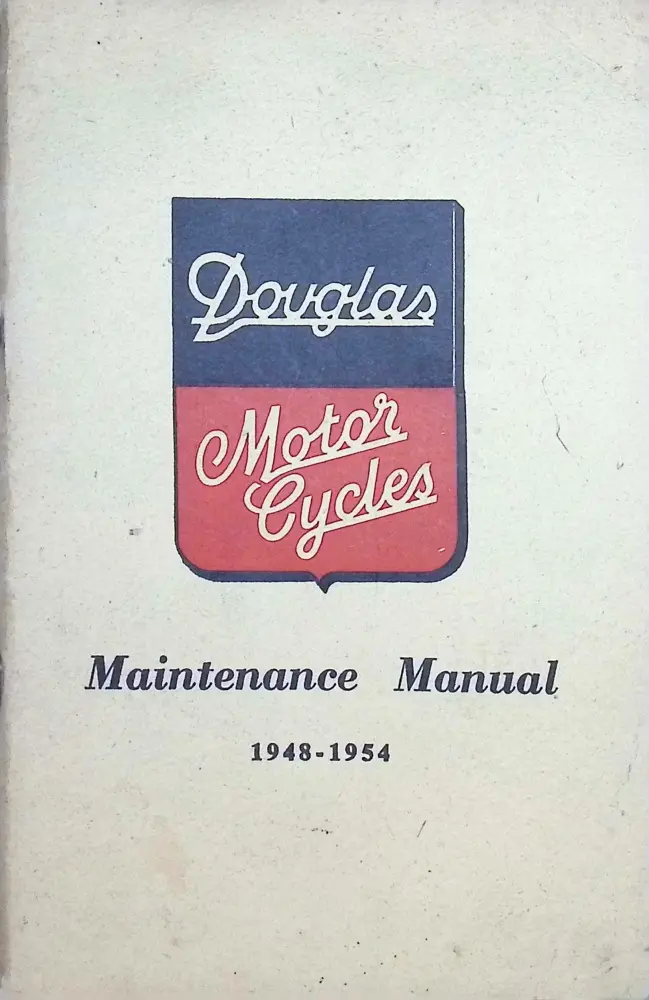 Douglas
Motor
Cycles
Maintenance Manual
1948-1954